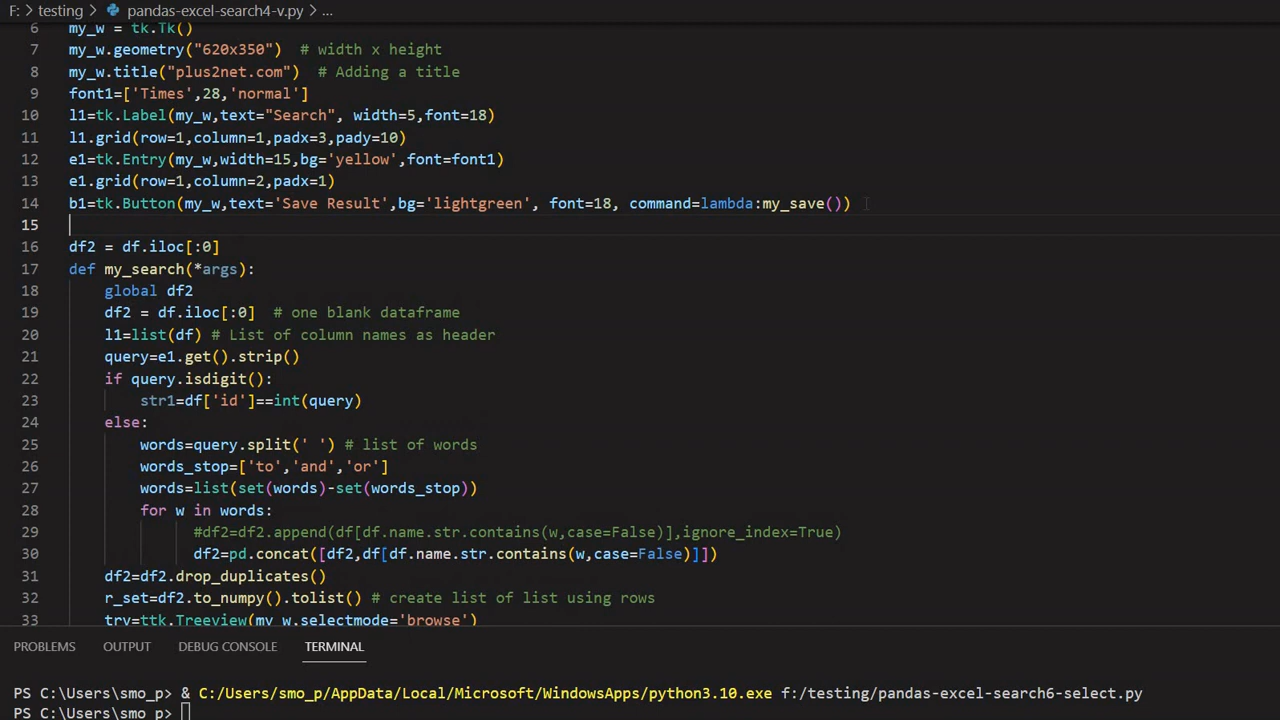 F: > testing > pandas-excel-search4-v.py > ...
6 my_w = tk.Tk()
7 my_w.geometry("620x350")  # width x height
8 my_w.title("plus2net.com")  # Adding a title
9 font1=['Times',28,'normal']
10 l1=tk.Label(my_w,text="Search", width=5,font=18)
11 l1.grid(row=1,column=1,padx=3,pady=10)
12 e1=tk.Entry(my_w,width=15,bg='yellow',font=font1)
13 e1.grid(row=1,column=2,padx=1)
14 b1=tk.Button(my_w,text='Save Result',bg='lightgreen', font=18, command=lambda:my_save())
15
16 df2 = df.iloc[:0]
17 def my_search(*args):
18     global df2
19     df2 = df.iloc[:0]  # one blank dataframe
20     l1=list(df) # List of column names as header
21     query=e1.get().strip()
22     if query.isdigit():
23         str1=df['id']==int(query)
24     else:
25         words=query.split(' ') # list of words
26         words_stop=['to','and','or']
27         words=list(set(words)-set(words_stop))
28         for w in words:
29               #df2=df2.append(df[df.name.str.contains(w,case=False)],ignore_index=True)
30               df2=pd.concat([df2,df[df.name.str.contains(w,case=False)]])
31     df2=df2.drop_duplicates()
32     r_set=df2.to_numpy().tolist() # create list of list using rows
33     trv=ttk.Treeview(my_w,selectmode='browse')
PROBLEMS OUTPUT DEBUG CONSOLE TERMINAL
PS C:\Users\smo_p> & C:/Users/smo_p/AppData/Local/Microsoft/WindowsApps/python3.10.exe f:/testing/pandas-excel-search6-select.py
PS C:\Users\smo_p>